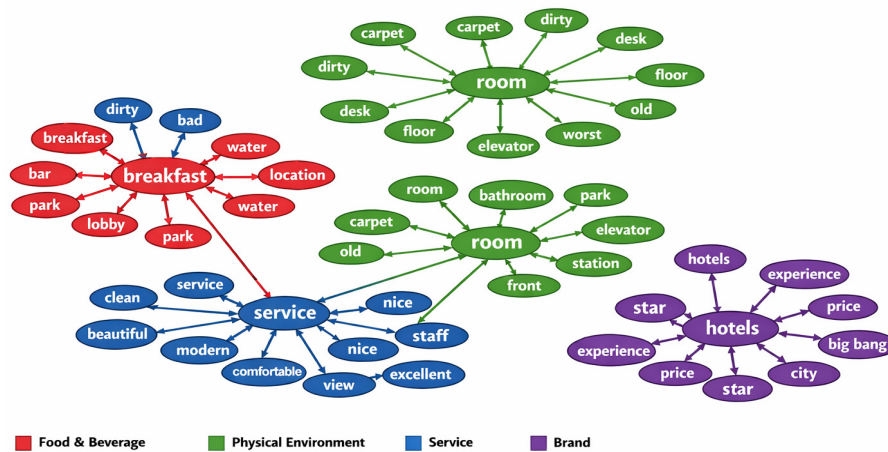 carpet
carpet
dirty
desk
dirty
room
floor
desk
old
floor
elevator
worst
dirty
bad
breakfast
water
bar
breakfast
location
park
water
lobby
park
room
bathroom
park
carpet
elevator
old
room
station
front
service
clean
nice
service
beautiful
staff
modern
nice
comfortable
view
excellent
hotels
experience
star
price
hotels
experience
big bang
price
city
star
Food & Beverage
Physical Environment
Service
Brand